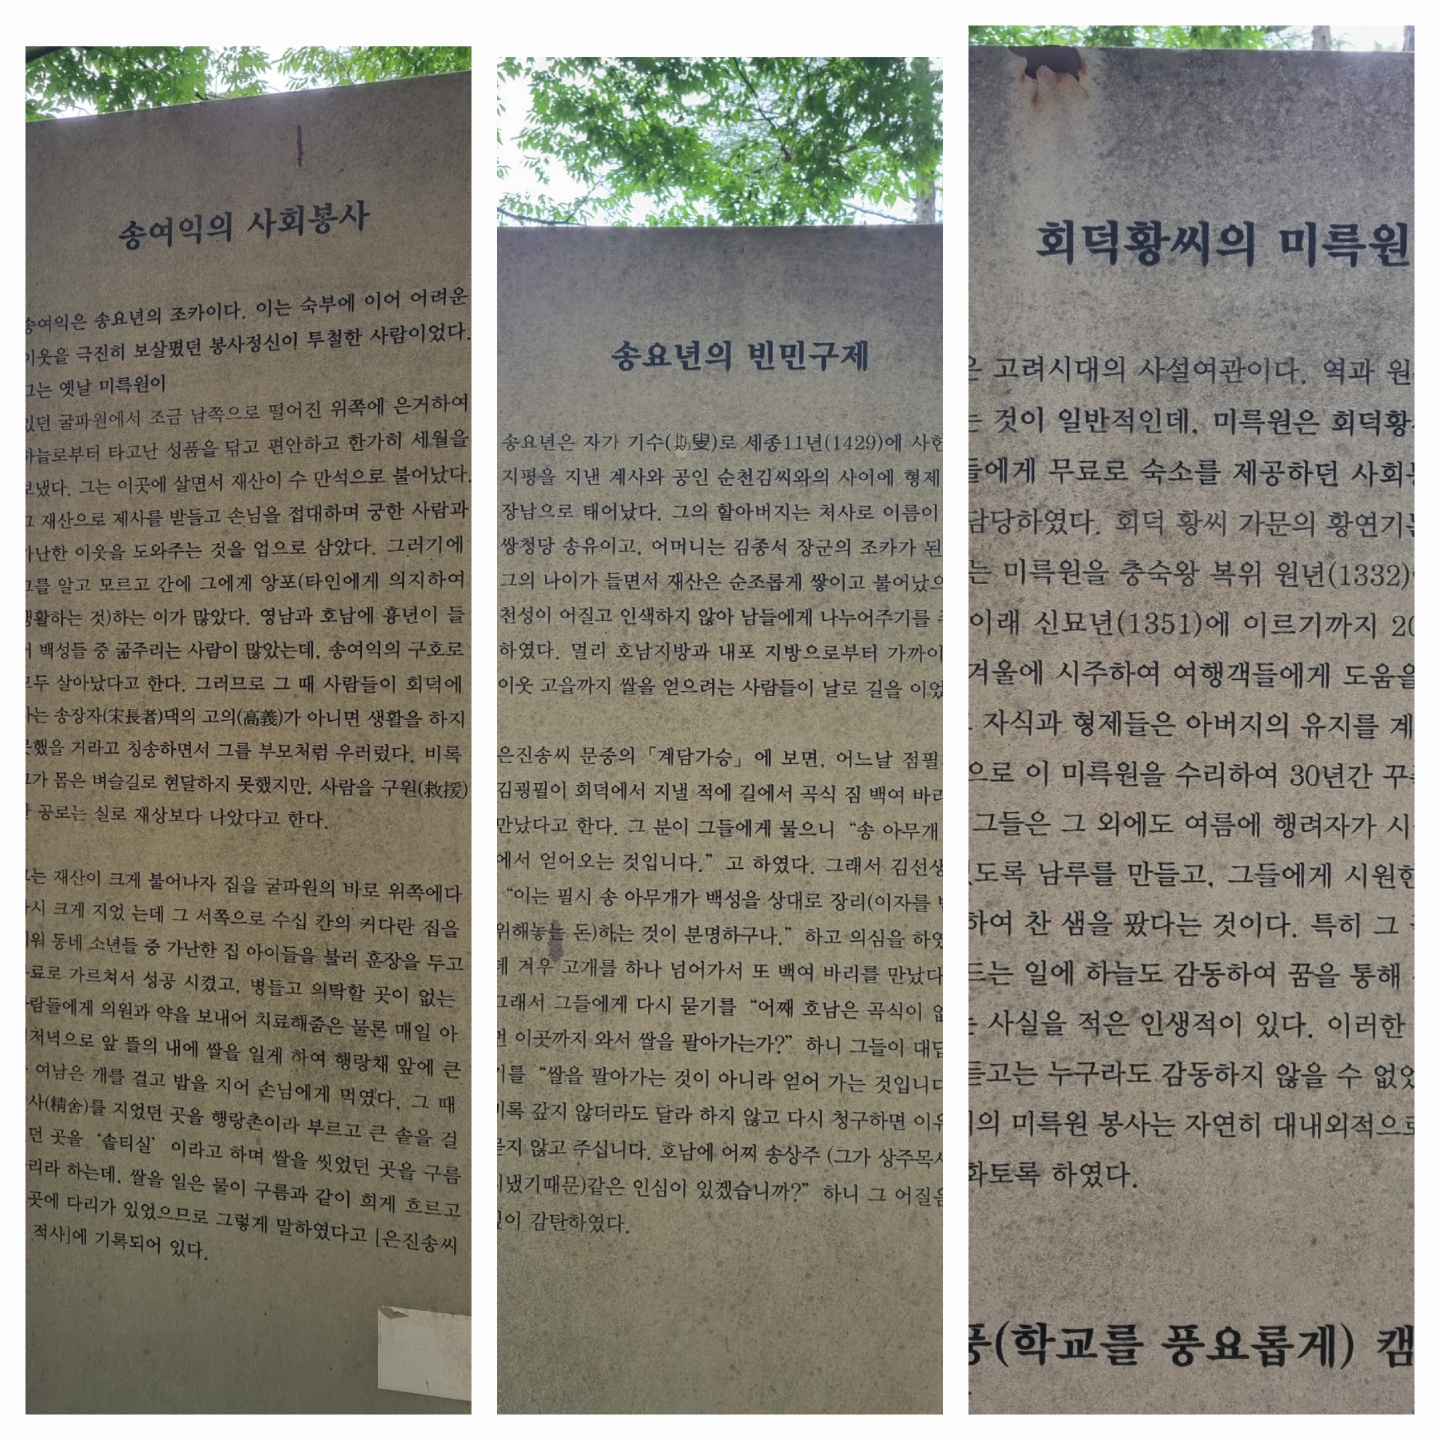 송여익의 사회봉사
송여익은 송요년의 조카이다. 이는 숙부에 이어 어려운
이웃을 극진히 보살폈던 봉사정신이 투철한 사람이었다.
그는 옛날 미륵원이
있던 굴파원에서 조금 남쪽으로 떨어진 위쪽에 은거하여
하늘로부터 타고난 성품을 닦고 편안하고 한가히 세월을
보냈다. 그는 이곳에 살면서 재산이 수 만석으로 불어났다.
그 재산으로 제사를 받들고 손님을 접대하며 궁한 사람과
가난한 이웃을 도와주는 것을 업으로 삼았다. 그러기에
그를 알고 모르고 간에 그에게 앙포(타인에게 의지하여
생활하는 것)하는 이가 많았다. 영남과 호남에 흉년이 들
백성들 중 굶주리는 사람이 많았는데, 송여익의 구호로
모두 살아났다고 한다. 그러므로 그 때 사람들이 회덕에
사는 송장자(宋長者)댁의 고의(高義)가 아니면 생활을 하지
못했을 거라고 칭송하면서 그를 부모처럼 우러렀다. 비록
그가 몸은 벼슬길로 현달하지 못했지만, 사람을 구원(救援)
공로는 실로 재상보다 나았다고 한다.
그는 재산이 크게 불어나자 집을 굴파원의 바로 위쪽에다
다시 크게 지었 는데 그 서쪽으로 수십 칸의 커다란 집을
동네 소년들 중 가난한 집 아이들을 불러 훈장을 두고
무료로 가르쳐서 성공 시켰고, 병들고 의탁할 곳이 없는
사람들에게 의원과 약을 보내어 치료해줌은 물론 매일 아
저녁으로 앞 뜰의 내에 쌀을 일게 하여 행랑채 앞에 큰
여남은 개를 걸고 밥을 지어 손님에게 먹였다. 그 때
사(精舍)를 지었던 곳을 행랑촌이라 부르고 큰 솥을 걸
던 곳을 ‘솥티실’ 이라고 하며 쌀을 씻었던 곳을 구름
리라 하는데, 쌀을 일은 물이 구름과 같이 희게 흐르고
곳에 다리가 있었으므로 그렇게 말하였다고 [은진송씨
적사]에 기록되어 있다.
송요년의 빈민구제
송요년은 자가 기수(期叟)로 세종11년(1429)에 사헌
지평을 지낸 계사와 공인 순천김씨와의 사이에 형제
장남으로 태어났다. 그의 할아버지는 처사로 이름이
쌍청당 송유이고, 어머니는 김종서 장군의 조카가 된
그의 나이가 들면서 재산은 순조롭게 쌓이고 불어났으
천성이 어질고 인색하지 않아 남들에게 나누어주기를
하였다. 멀리 호남지방과 내포 지방으로부터 가까이
이웃 고을까지 쌀을 얻으려는 사람들이 날로 길을 이었
은진송씨 문중의 「계담가승」에 보면, 어느날 점필
김굉필이 회덕에서 지낼 적에 길에서 곡식 짐 백여 바리
만났다고 한다. 그 분이 그들에게 물으니 “송 아무개
에서 얻어오는 것입니다.” 고 하였다. 그래서 김선생
“이는 필시 송 아무개가 백성을 상대로 장리(이자를
위해놓는 돈)하는 것이 분명하구나.” 하고 의심을 하였
데 겨우 고개를 하나 넘어가서 또 백여 바리를 만났다
그래서 그들에게 다시 묻기를 “어째 호남은 곡식이
이곳까지 와서 쌀을 팔아가는가?” 하니 그들이 대답
기를 “쌀을 팔아가는 것이 아니라 얻어 가는 것입니다
비록 갚지 않더라도 달라 하지 않고 다시 청구하면 이유
묻지 않고 주십니다. 호남에 어찌 송상주 (그가 상주목사
지냈기때문)같은 인심이 있겠습니까?” 하니 그 어질음
감탄하였다.
회덕황씨의 미륵원
은 고려시대의 사설여관이다. 역과 원
는 것이 일반적인데, 미륵원은 회덕황
들에게 무료로 숙소를 제공하던 사회
담당하였다. 회덕 황씨 가문의 황연기
는 미륵원을 충숙왕 복위 원년(1332)
이래 신묘년(1351)에 이르기까지 20
겨울에 시주하여 여행객들에게 도움을
자식과 형제들은 아버지의 유지를 계
으로 이 미륵원을 수리하여 30년간 꾸
그들은 그 외에도 여름에 행려자가 시
도록 남루를 만들고, 그들에게 시원한
하여 찬 샘을 팠다는 것이다. 특히 그
드는 일에 하늘도 감동하여 꿈을 통해
사실을 적은 인생적이 있다. 이러한
듣고는 누구라도 감동하지 않을 수 없었
의 미륵원 봉사는 자연히 대내외적으로
화토록 하였다.
풍(학교를 풍요롭게) 캠